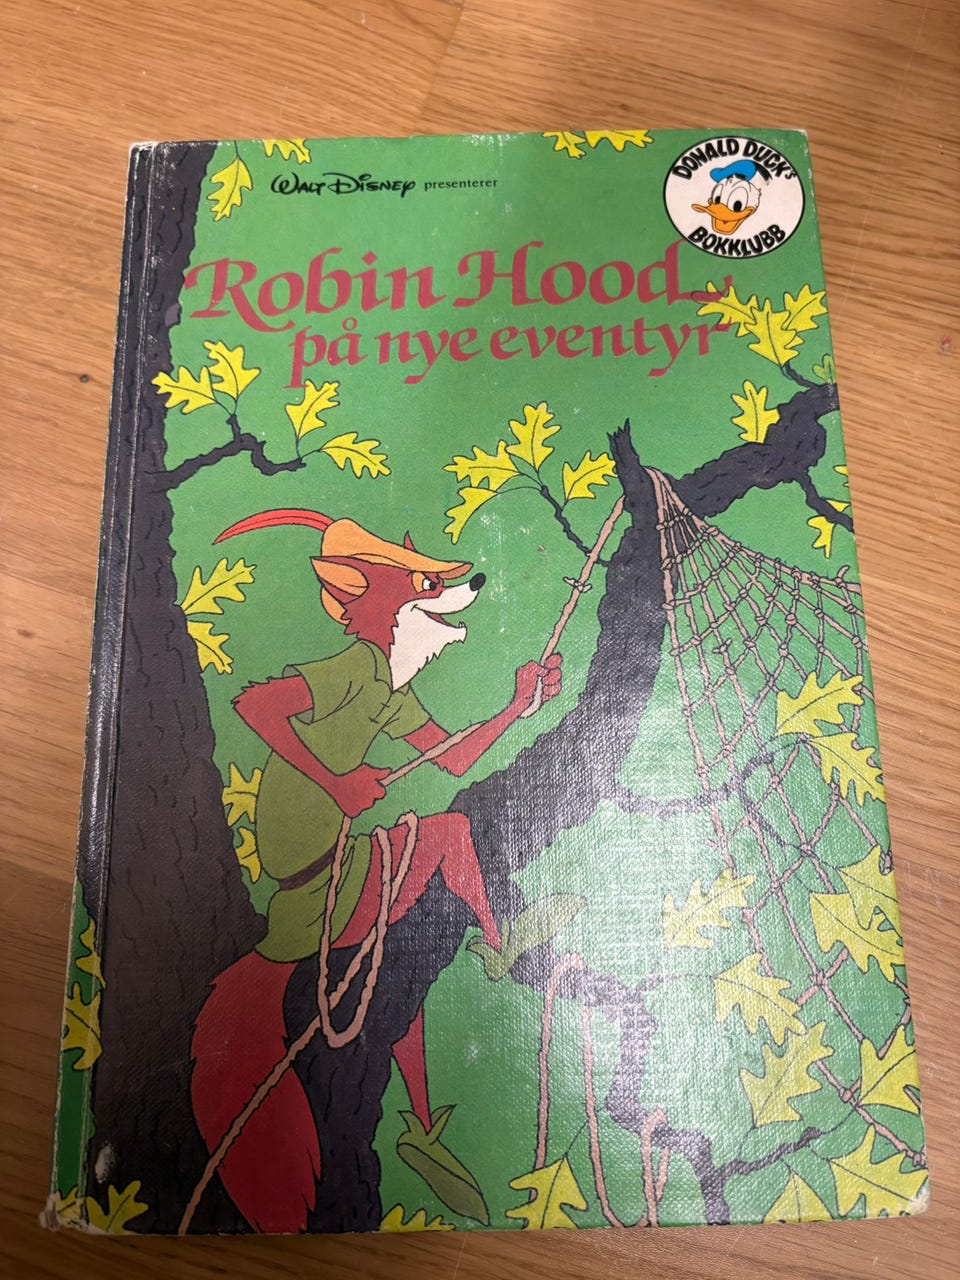 Walt Disney presenterer
DONALD DUCK's
BOKKLUBB
Robin Hood
på nye eventyr